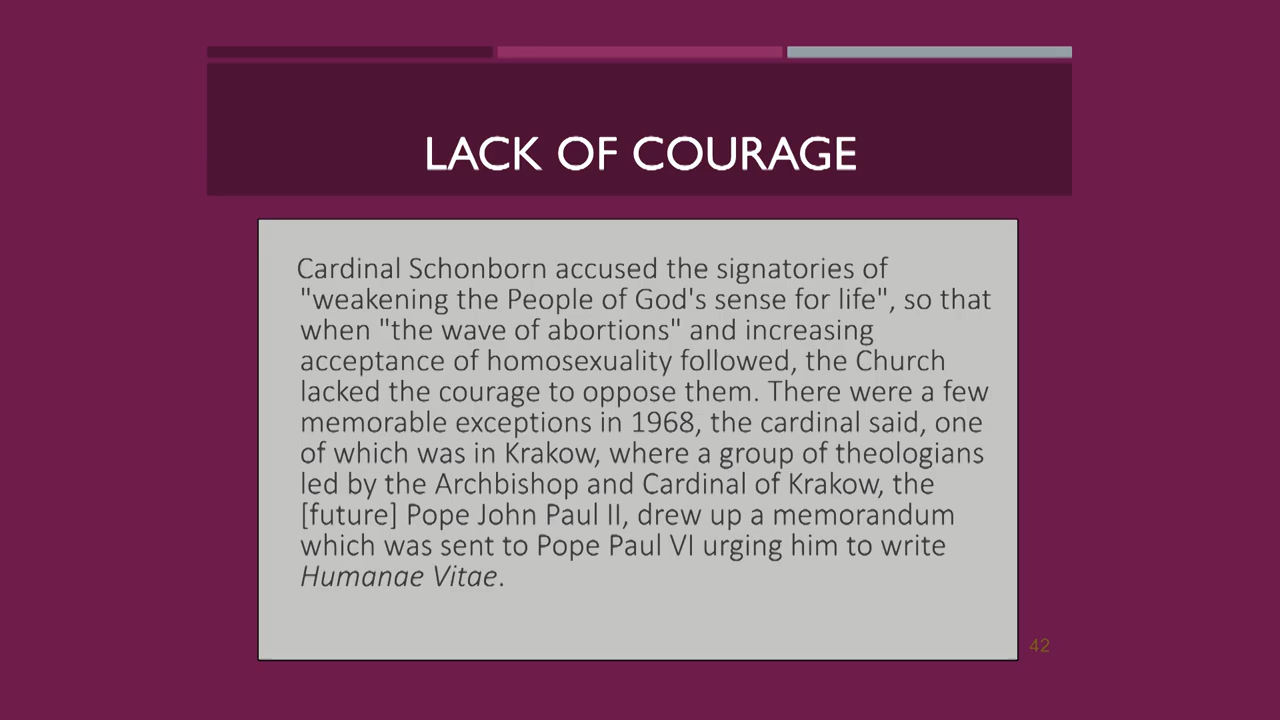 LACK OF COURAGE
Cardinal Schonborn accused the signatories of
"weakening the People of God's sense for life", so that
when "the wave of abortions" and increasing
acceptance of homosexuality followed, the Church
lacked the courage to oppose them. There were a few
memorable exceptions in 1968, the cardinal said, one
of which was in Krakow, where a group of theologians
led by the Archbishop and Cardinal of Krakow, the
[future] Pope John Paul II, drew up a memorandum
which was sent to Pope Paul VI urging him to write
Humanae Vitae.
42